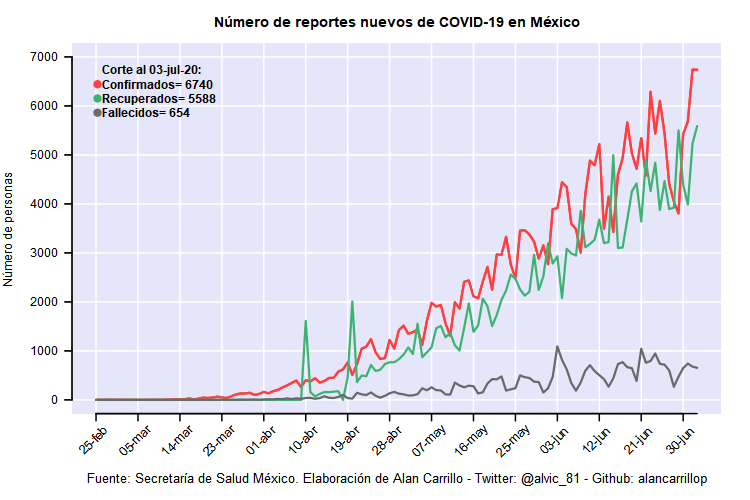 Número de reportes nuevos de COVID-19 en México
Número de personas
7000
6000
5000
4000
3000
2000
1000
0
Corte al 03-jul-20:
Confirmados= 6740
Recuperados= 5588
Fallecidos= 654
25-feb
05-mar
14-mar
23-mar
01-abr
10-abr
19-abr
28-abr
07-may
16-may
25-may
03-jun
12-jun
21-jun
30-jun
Fuente: Secretaría de Salud México. Elaboración de Alan Carrillo - Twitter: @alvic_81 - Github: alancarrillop